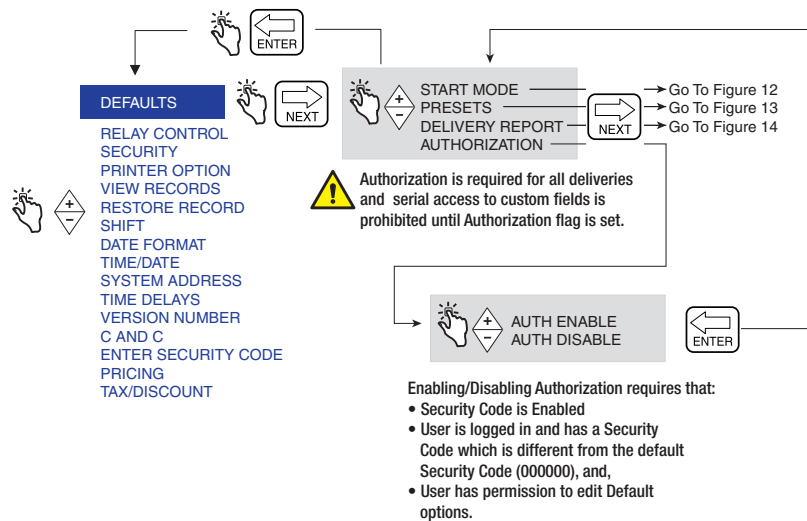 ENTER
DEFAULTS
NEXT
+
−
START MODE
PRESETS
DELIVERY REPORT
AUTHORIZATION
NEXT
Go To Figure 12
Go To Figure 13
Go To Figure 14
RELAY CONTROL
SECURITY
PRINTER OPTION
VIEW RECORDS
RESTORE RECORD
SHIFT
DATE FORMAT
TIME/DATE
SYSTEM ADDRESS
TIME DELAYS
VERSION NUMBER
C AND C
ENTER SECURITY CODE
PRICING
TAX/DISCOUNT
+
−
!
Authorization is required for all deliveries
and serial access to custom fields is
prohibited until Authorization flag is set.
+
−
AUTH ENABLE
AUTH DISABLE
ENTER
Enabling/Disabling Authorization requires that:
• Security Code is Enabled
• User is logged in and has a Security
Code which is different from the default
Security Code (000000), and,
• User has permission to edit Default
options.